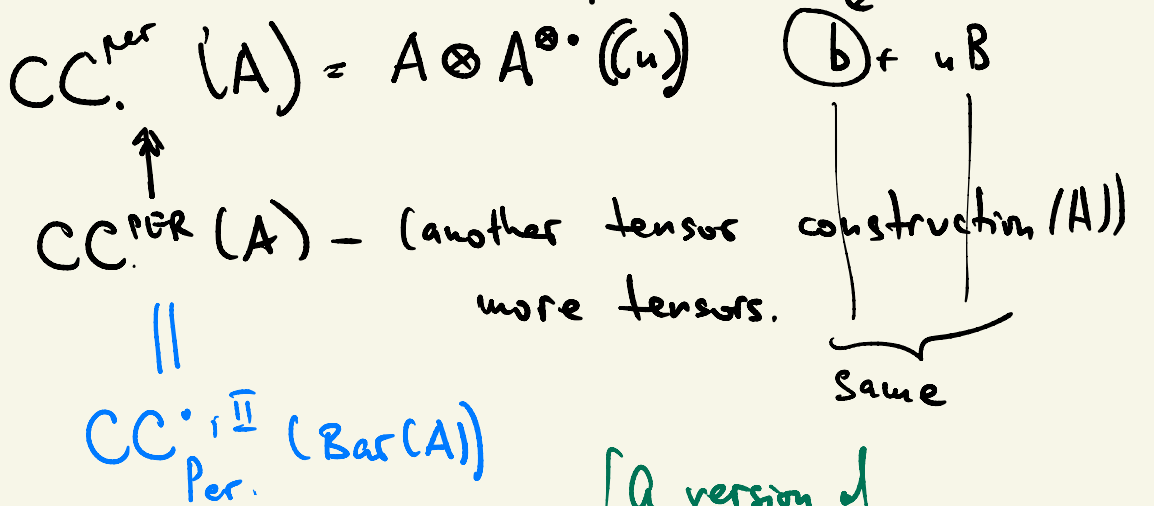 CC.^per (A) = A ⊗ A^⊗• ((u)) b + uB
CC.^PER (A) – (another tensor construction (A))
more tensors.
same
CC^•,II_Per. (Bar(A))
[a version of